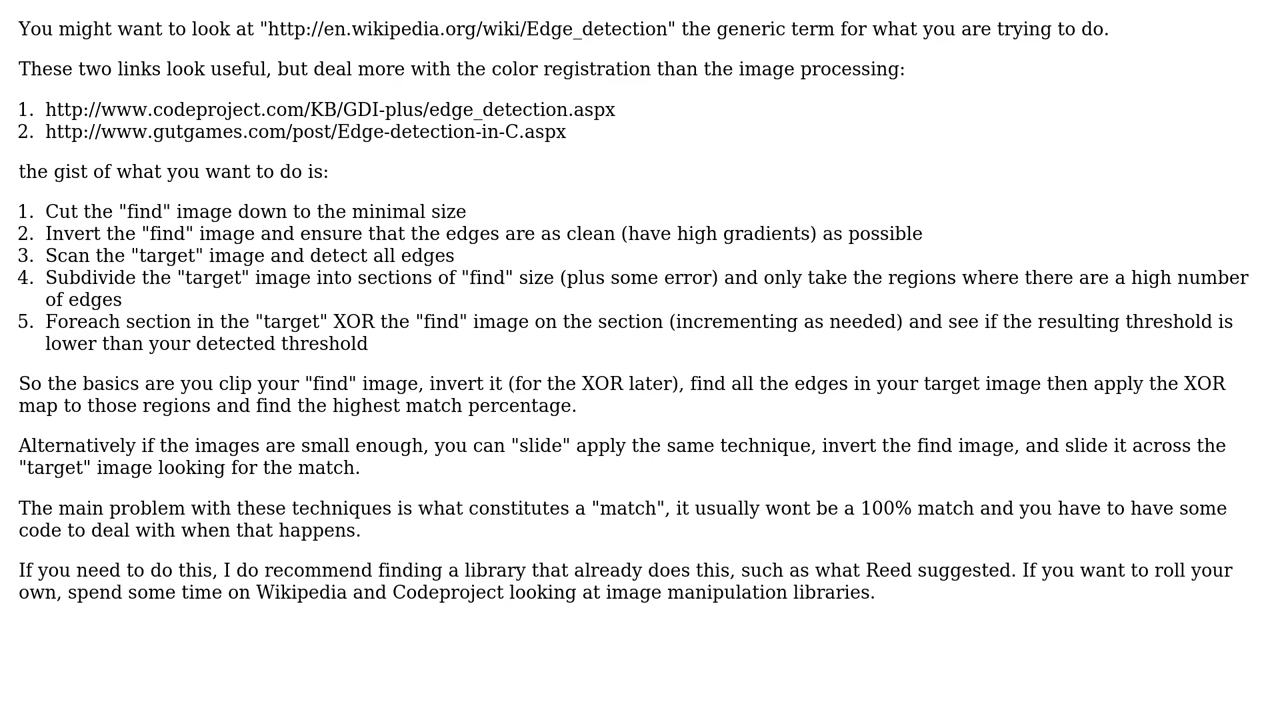 You might want to look at "http://en.wikipedia.org/wiki/Edge_detection" the generic term for what you are trying to do.
These two links look useful, but deal more with the color registration than the image processing:
1. http://www.codeproject.com/KB/GDI-plus/edge_detection.aspx
2. http://www.gutgames.com/post/Edge-detection-in-C.aspx
the gist of what you want to do is:
1. Cut the "find" image down to the minimal size
2. Invert the "find" image and ensure that the edges are as clean (have high gradients) as possible
3. Scan the "target" image and detect all edges
4. Subdivide the "target" image into sections of "find" size (plus some error) and only take the regions where there are a high number
of edges
5. Foreach section in the "target" XOR the "find" image on the section (incrementing as needed) and see if the resulting threshold is
lower than your detected threshold
So the basics are you clip your "find" image, invert it (for the XOR later), find all the edges in your target image then apply the XOR
map to those regions and find the highest match percentage.
Alternatively if the images are small enough, you can "slide" apply the same technique, invert the find image, and slide it across the
"target" image looking for the match.
The main problem with these techniques is what constitutes a "match", it usually wont be a 100% match and you have to have some
code to deal with when that happens.
If you need to do this, I do recommend finding a library that already does this, such as what Reed suggested. If you want to roll your
own, spend some time on Wikipedia and Codeproject looking at image manipulation libraries.